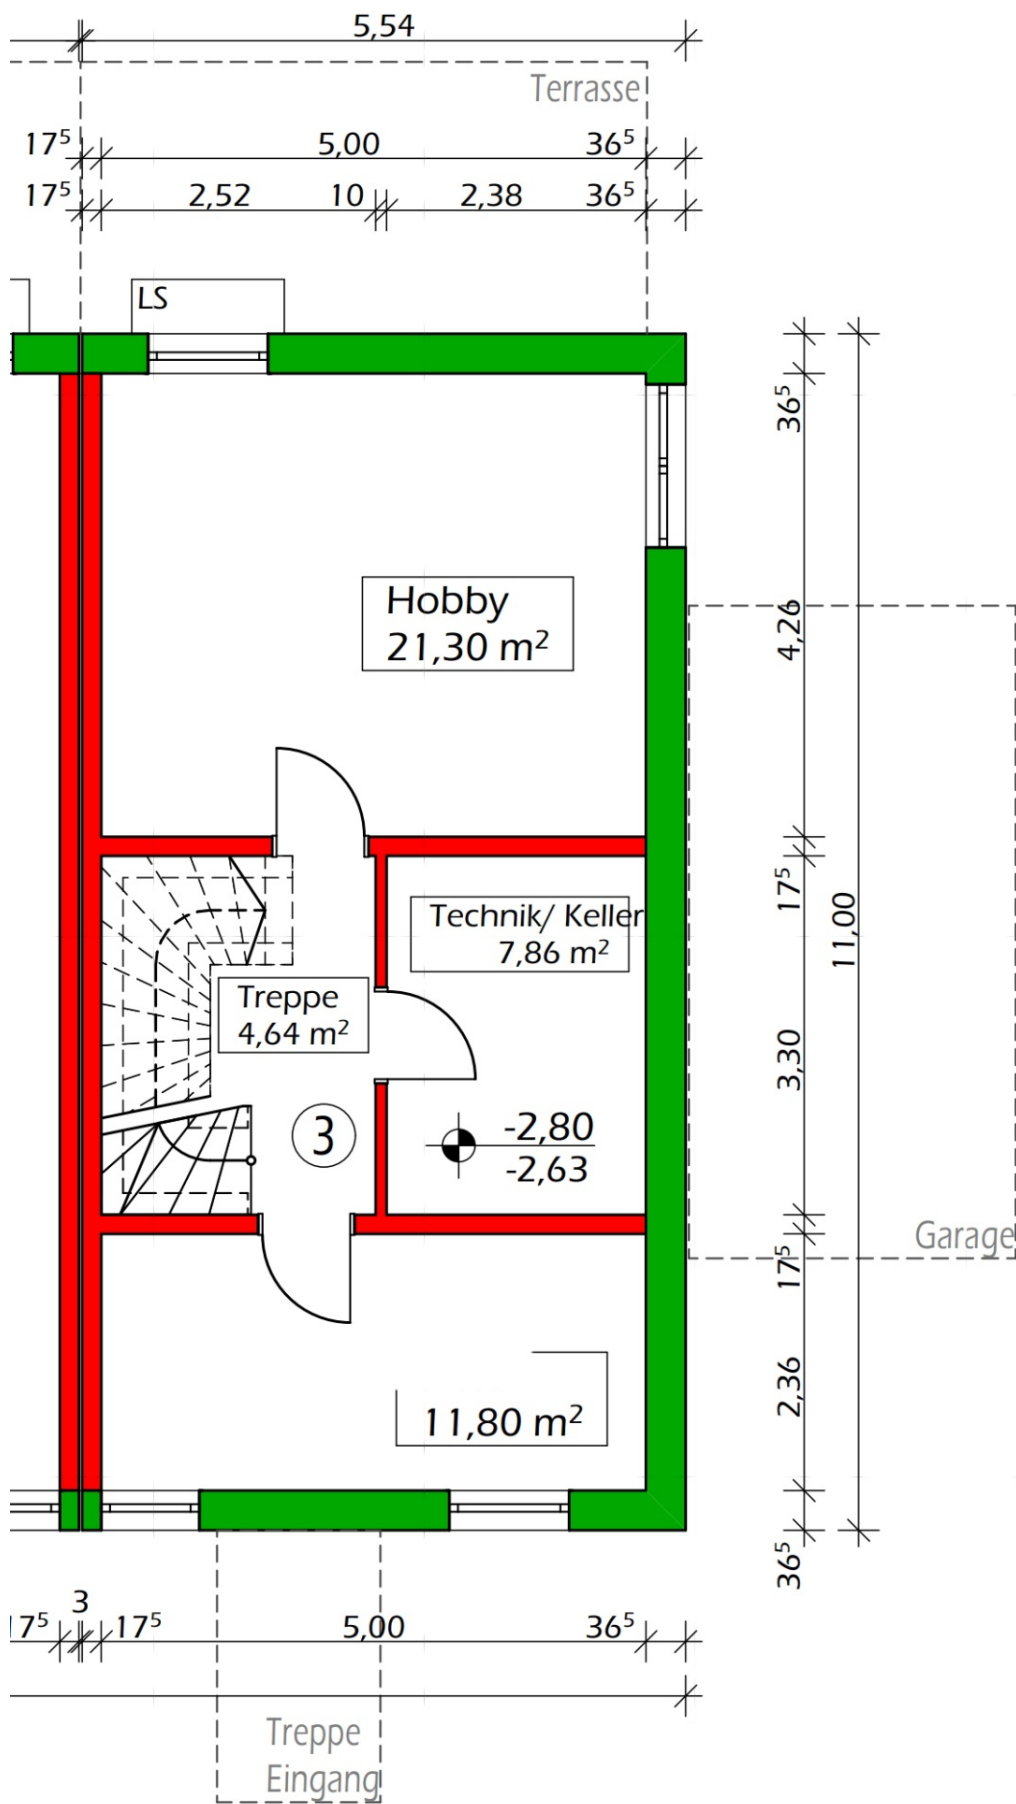 5,54
Terrasse
17⁵ 5,00 36⁵
17⁵ 2,52 10 2,38 36⁵
LS
36⁵
Hobby
21,30 m²
4,26
17⁵
Technik/ Keller
7,86 m²
11,00
Treppe
4,64 m²
3,30
3
-2,80
-2,63
Garage
17⁵
2,36
11,80 m²
36⁵
3
17⁵ 17⁵ 5,00 36⁵
Treppe
Eingang